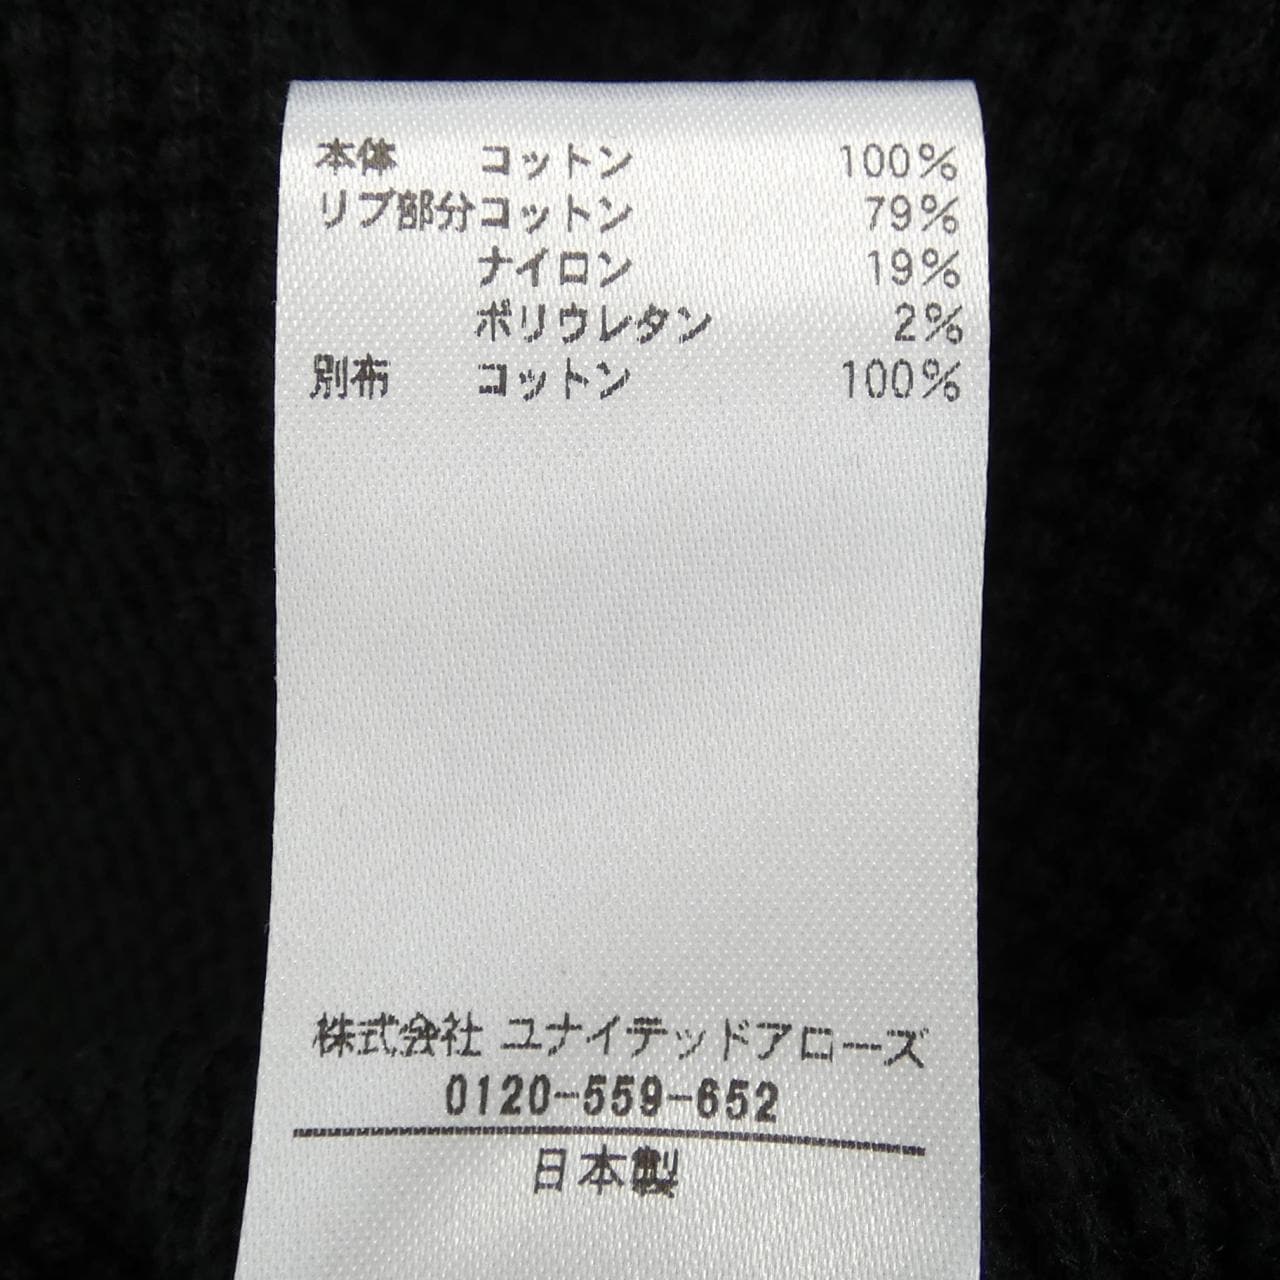 本体 コットン 100%
リブ部分コットン 79%
ナイロン 19%
ポリウレタン 2%
別布 コットン 100%
株式会社 ユナイテッドアローズ
0120-559-652
日本製